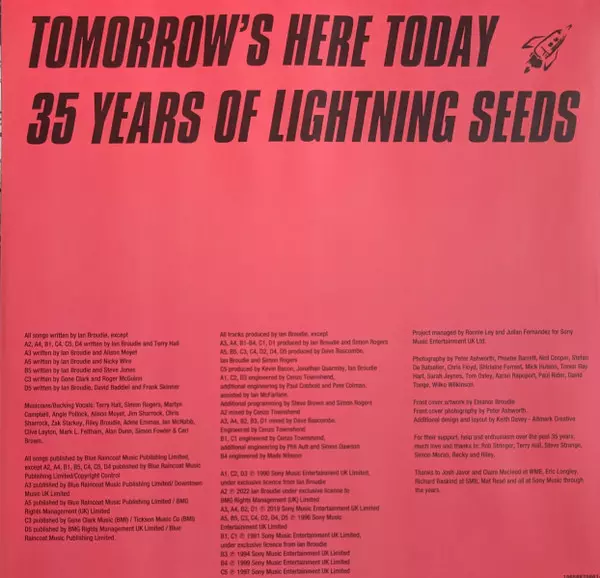 TOMORROW'S HERE TODAY
35 YEARS OF LIGHTNING SEEDS
All songs written by Ian Broudie, except
A2, A4, B1, C4, C5, D4 written by Ian Broudie and Terry Hall
A3 written by Ian Broudie and Alison Moyet
A5 written by Ian Broudie and Nicky Wire
B5 written by Ian Broudie and Steve Jones
C3 written by Gene Clark and Roger McGuinn
D5 written by Ian Broudie, David Baddiel and Frank Skinner
Musicians/Backing Vocals: Terry Hall, Simon Rogers, Martyn
Campbell, Angie Pollock, Alison Moyet, Jim Sharrock, Chris
Sharrock, Zak Starkey, Riley Broudie, Adele Emmas, Ian McNabb,
Clive Layton, Mark L. Feltham, Alan Dunn, Simon Fowler & Carl
Brown.
All songs published by Blue Raincoat Music Publishing Limited,
except A2, A4, B1, C4, C5, D4 published by Blue Raincoat Music
Publishing Limited/Copyright Control
A3 published by Blue Raincoat Music Publishing Limited/ Downtown
Music UK Limited
A5 published by Blue Raincoat Music Publishing Limited / BMG
Rights Management (UK) Limited
C3 published by Gene Clark (BMI) / Tickson Music Co (BMI)
D5 published by BMG Rights Management UK Limited / Blue
Raincoat Music Publishing Limited.
All tracks produced by Ian Broudie, except
A3, A4, B1-B4, C1, D1 produced by Ian Broudie and Simon Rogers
A5, B5, C3, C4, D2, D4, D5 produced by Dave Bascombe,
Ian Broudie and Simon Rogers
C5 produced by Kevin Bacon, Jonathan Quarmby, Ian Broudie
A1, C2, D3 engineered by Cenzo Townshend
additional engineering by Paul Cobbold and Pete Coleman,
assisted by Ian McFarlane.
Additional programming by Steve Brown and Simon Rogers
A2 mixed by Cenzo Townshend
A3, A4, B2, B3, D1 mixed by Dave Bascombe.
Engineered by Cenzo Townshend
B1, C1 engineered by Cenzo Townshend,
additional engineering by Phil Ault and Simon Dawson
B4 engineered by Mads Nilsson
A1, C2, D3 ℗ 1990 Sony Music Entertainment UK Limited,
under exclusive licence from Ian Broudie
A2 ℗ 2022 Ian Broudie under exclusive licence to
BMG Rights Management (UK) Limited
A3, A4, B2, D1 ℗ 2019 Sony Music Entertainment UK Limited
A5, B5, C3, C4, D2, D4, D5 ℗ 1996 Sony Music
Entertainment UK Limited
B1, C1 ℗ 1991 Sony Music Entertainment UK Limited,
under exclusive licence from Ian Broudie
B3 ℗ 1994 Sony Music Entertainment UK Limited
B4 ℗ 1999 Sony Music Entertainment UK Limited
C5 ℗ 1997 Sony Music Entertainment UK Limited
Project managed by Ronnie Ley and Julian Fernandez for Sony
Music Entertainment UK Ltd.
Photography by Peter Ashworth, Phoebe Barrett, Neil Cooper, Stefan
De Batselier, Chris Floyd, Shirlaine Forrest, Mick Hutson, Trevor Ray
Hart, Sarah Jeynes, Tom Oxley, Aaron Rapoport, Paul Rider, David
Tonge, Wilko Wilkinson
Front cover artwork by Eleanor Broudie
Front cover photography by Peter Ashworth.
Additional design and layout by Keith Davey - Allmark Creative
For their support, help and enthusiasm over the past 35 years,
much love and thanks to: Rob Stringer, Terry Hall, Steve Strange,
Simon Moran, Becky and Riley.
Thanks to Josh Javor and Claire McLeod at WME, Eric Longley,
Richard Beskind at GMS, Nat Read and all at Sony Music through
the years.